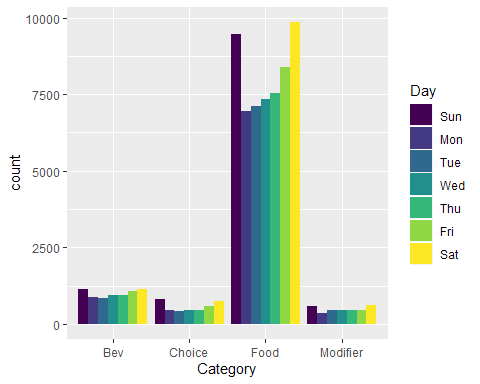 10000
7500
5000
2500
0
count
Bev Choice Food Modifier
Category
Day
Sun
Mon
Tue
Wed
Thu
Fri
Sat